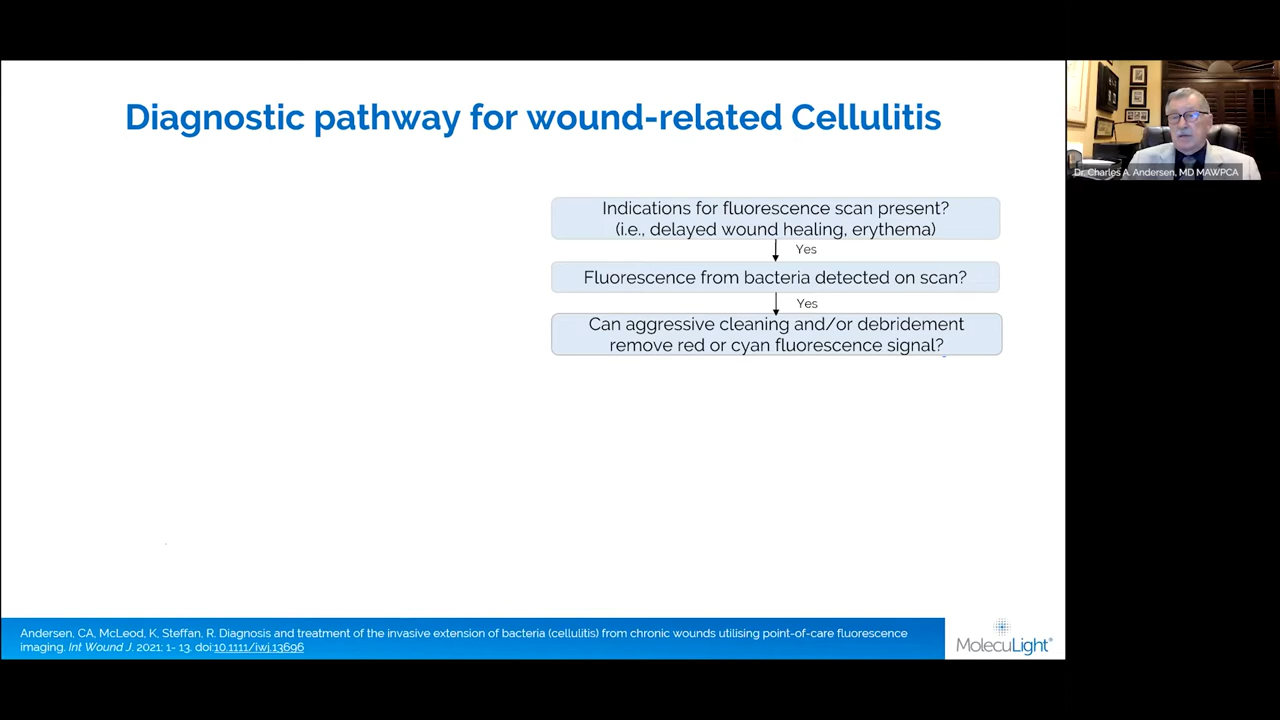 Diagnostic pathway for wound-related Cellulitis
Dr. Charles A. Andersen, MD MAWPCA
Indications for fluorescence scan present?
(i.e., delayed wound healing, erythema)
Yes
Fluorescence from bacteria detected on scan?
Yes
Can aggressive cleaning and/or debridement
remove red or cyan fluorescence signal?
Andersen, CA, McLeod, K, Steffan, R. Diagnosis and treatment of the invasive extension of bacteria (cellulitis) from chronic wounds utilising point-of-care fluorescence
imaging. Int Wound J. 2021; 1- 13. doi:10.1111/iwj.13696
MolecuLight®